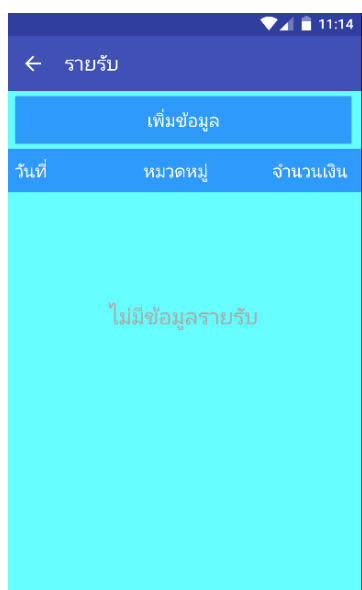 11:14
รายรับ
เพิ่มข้อมูล
วันที่ หมวดหมู่ จำนวนเงิน
ไม่มีข้อมูลรายรับ